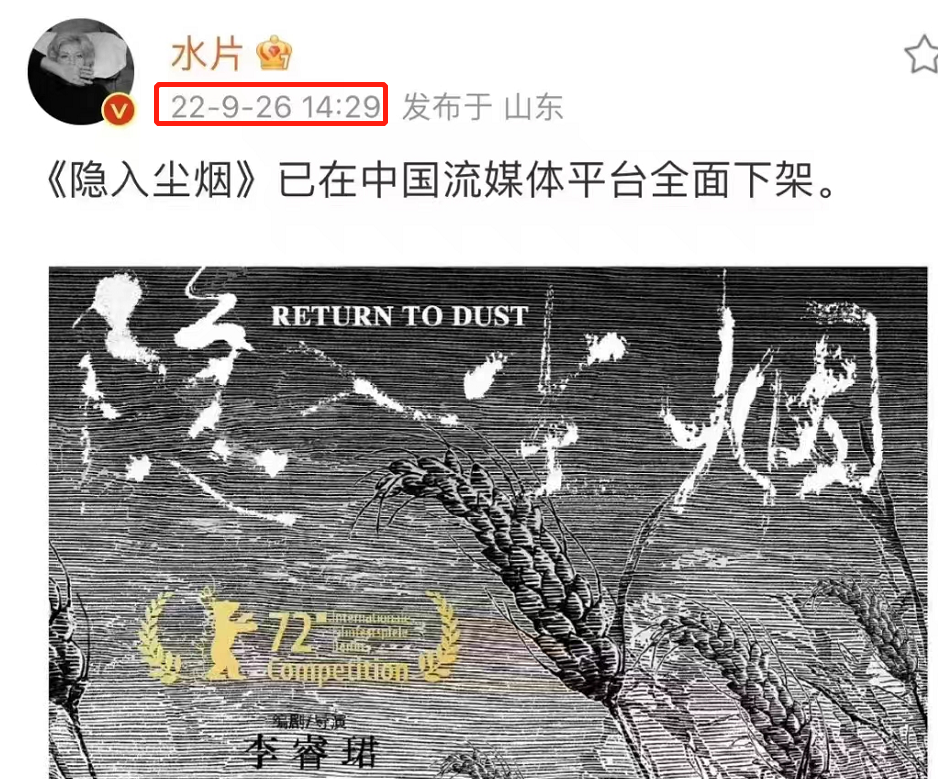 水片
22-9-26 14:29 发布于 山东
《隐入尘烟》已在中国流媒体平台全面下架。
RETURN TO DUST
隐入尘烟
72
Internationale
Filmfestspiele
Berlin
Competition
编剧/导演
李睿珺